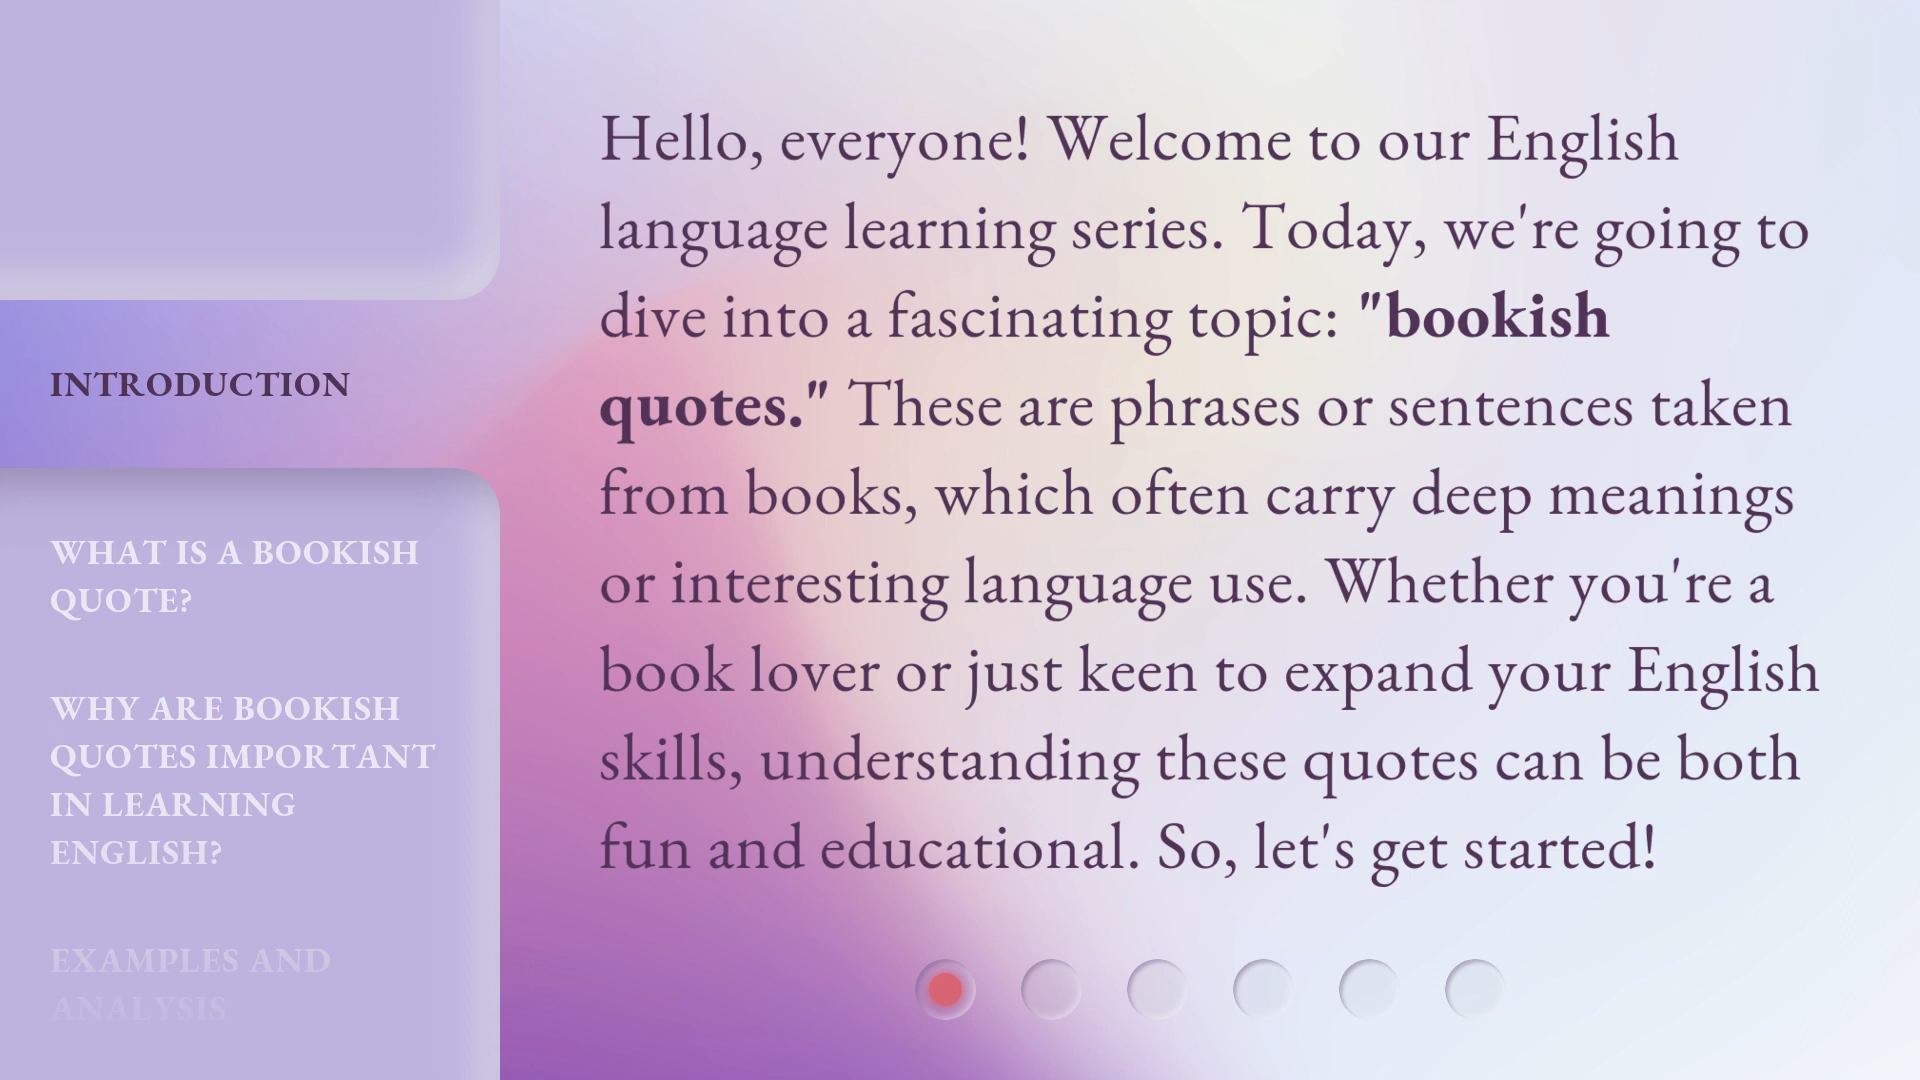 INTRODUCTION
WHAT IS A BOOKISH
QUOTE?
WHY ARE BOOKISH
QUOTES IMPORTANT
IN LEARNING
ENGLISH?
EXAMPLES AND
ANALYSIS
Hello, everyone! Welcome to our English
language learning series. Today, we're going to
dive into a fascinating topic: "bookish
quotes." These are phrases or sentences taken
from books, which often carry deep meanings
or interesting language use. Whether you're a
book lover or just keen to expand your English
skills, understanding these quotes can be both
fun and educational. So, let's get started!